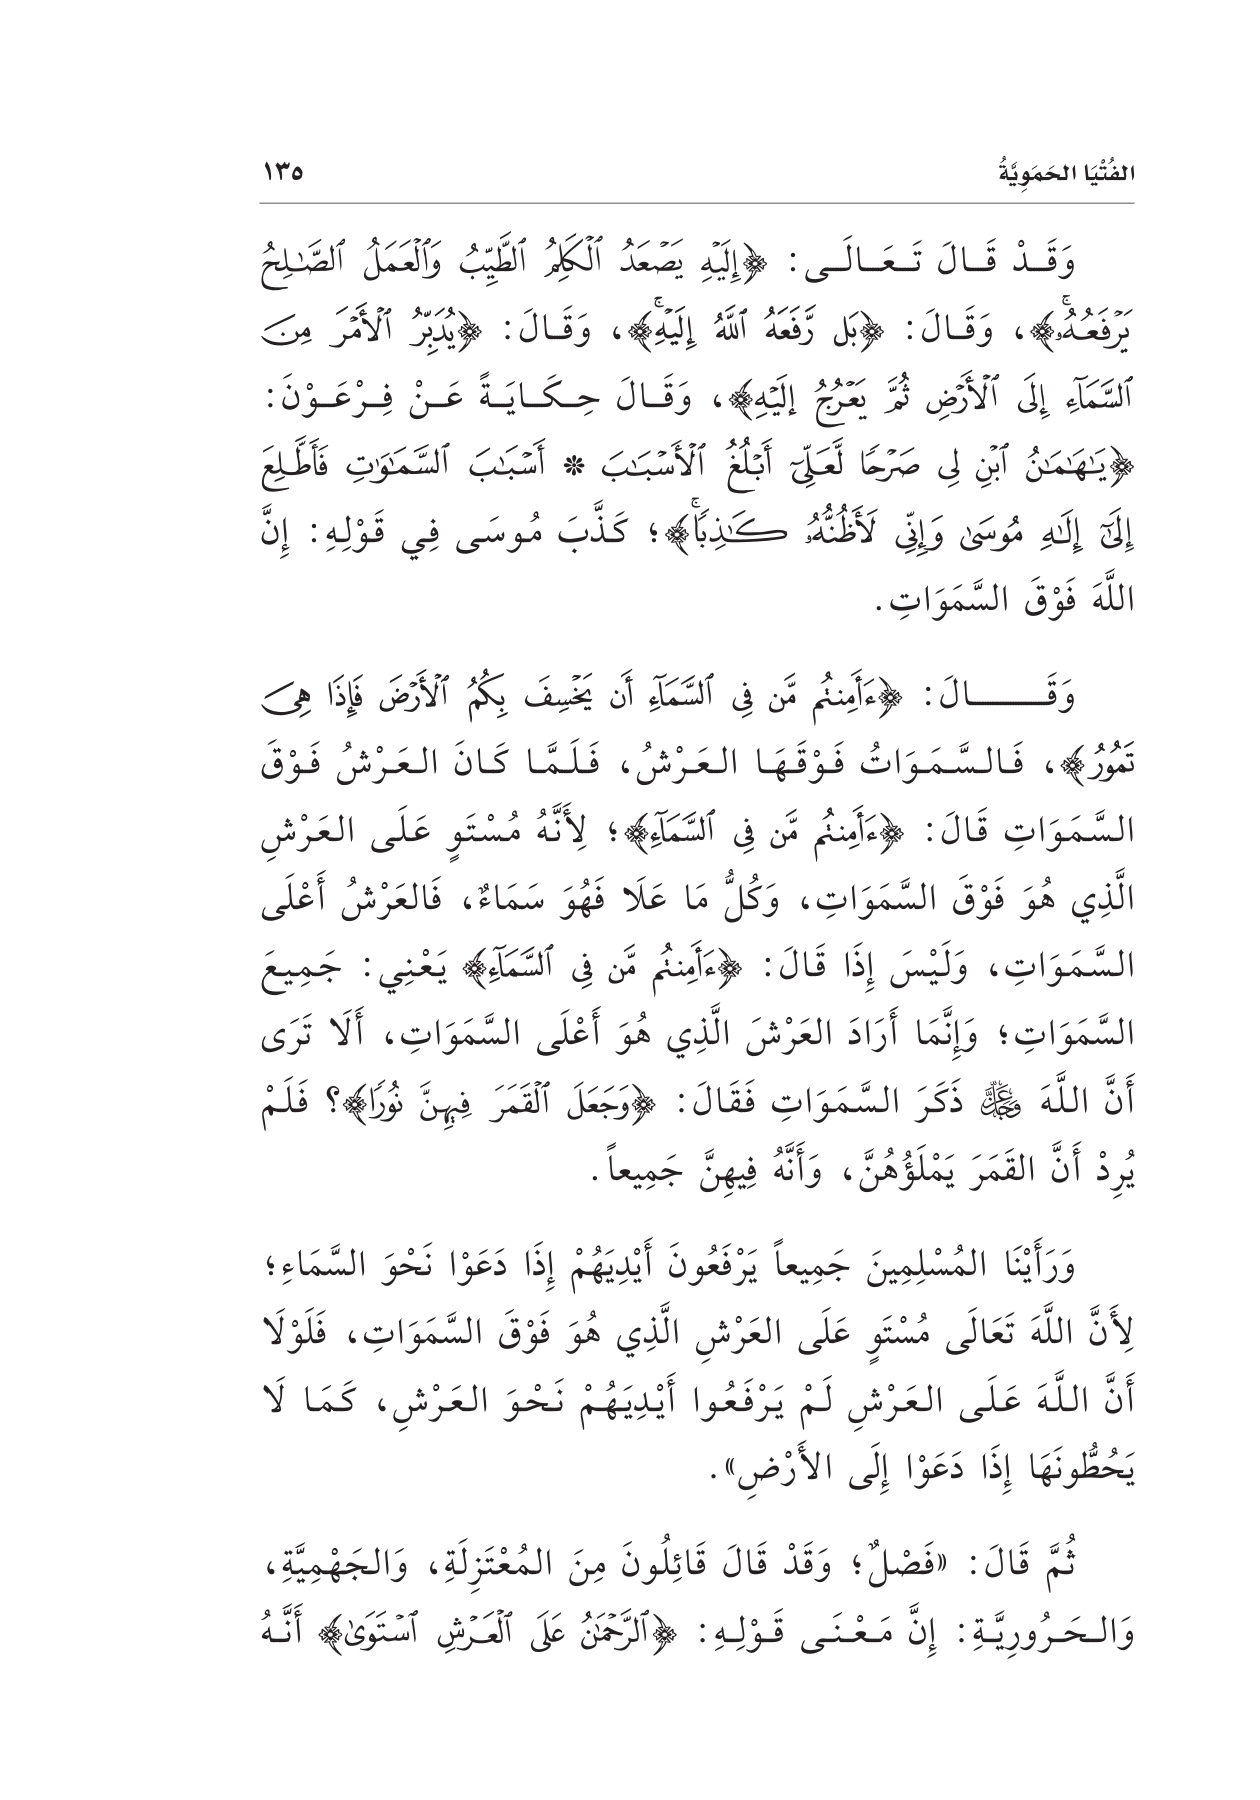 الفُتْيَا الحَمَوِيَّةُ ١٣٥
وَقَدْ قَالَ تَعَالَى: ﴿إِلَيْهِ يَصْعَدُ ٱلْكَلِمُ ٱلطَّيِّبُ وَٱلْعَمَلُ ٱلصَّٰلِحُ
يَرْفَعُهُۥۚ﴾، وَقَالَ: ﴿بَل رَّفَعَهُ ٱللَّهُ إِلَيْهِۚ﴾، وَقَالَ: ﴿يُدَبِّرُ ٱلْأَمْرَ مِنَ
ٱلسَّمَآءِ إِلَى ٱلْأَرْضِ ثُمَّ يَعْرُجُ إِلَيْهِ﴾، وَقَالَ حِكَايَةً عَنْ فِرْعَوْنَ:
﴿يَٰهَٰمَٰنُ ٱبْنِ لِى صَرْحًا لَّعَلِّىٓ أَبْلُغُ ٱلْأَسْبَٰبَ * أَسْبَٰبَ ٱلسَّمَٰوَٰتِ فَأَطَّلِعَ
إِلَىٰٓ إِلَٰهِ مُوسَىٰ وَإِنِّى لَأَظُنُّهُۥ كَٰذِبًاۚ﴾؛ كَذَّبَ مُوسَى فِي قَوْلِهِ: إِنَّ
اللَّهَ فَوْقَ السَّمَوَاتِ.
وَقَالَ: ﴿ءَأَمِنتُم مَّن فِى ٱلسَّمَآءِ أَن يَخْسِفَ بِكُمُ ٱلْأَرْضَ فَإِذَا هِىَ
تَمُورُ﴾، فَالسَّمَوَاتُ فَوْقَهَا العَرْشُ، فَلَمَّا كَانَ العَرْشُ فَوْقَ
السَّمَوَاتِ قَالَ: ﴿ءَأَمِنتُم مَّن فِى ٱلسَّمَآءِ﴾؛ لِأَنَّهُ مُسْتَوٍ عَلَى العَرْشِ
الَّذِي هُوَ فَوْقَ السَّمَوَاتِ، وَكُلُّ مَا عَلَا فَهُوَ سَمَاءٌ، فَالعَرْشُ أَعْلَى
السَّمَوَاتِ، وَلَيْسَ إِذَا قَالَ: ﴿ءَأَمِنتُم مَّن فِى ٱلسَّمَآءِ﴾ يَعْنِي: جَمِيعَ
السَّمَوَاتِ؛ وَإِنَّمَا أَرَادَ العَرْشَ الَّذِي هُوَ أَعْلَى السَّمَوَاتِ، أَلَا تَرَى
أَنَّ اللَّهَ عَزَّ وَجَلَّ ذَكَرَ السَّمَوَاتِ فَقَالَ: ﴿وَجَعَلَ ٱلْقَمَرَ فِيهِنَّ نُورًا﴾؟ فَلَمْ
يُرِدْ أَنَّ القَمَرَ يَمْلَؤُهُنَّ، وَأَنَّهُ فِيهِنَّ جَمِيعاً.
وَرَأَيْنَا المُسْلِمِينَ جَمِيعاً يَرْفَعُونَ أَيْدِيَهُمْ إِذَا دَعَوْا نَحْوَ السَّمَاءِ؛
لِأَنَّ اللَّهَ تَعَالَى مُسْتَوٍ عَلَى العَرْشِ الَّذِي هُوَ فَوْقَ السَّمَوَاتِ، فَلَوْلَا
أَنَّ اللَّهَ عَلَى العَرْشِ لَمْ يَرْفَعُوا أَيْدِيَهُمْ نَحْوَ العَرْشِ، كَمَا لَا
يَحُطُّونَهَا إِذَا دَعَوْا إِلَى الأَرْضِ».
ثُمَّ قَالَ: «فَصْلٌ؛ وَقَدْ قَالَ قَائِلُونَ مِنَ المُعْتَزِلَةِ، وَالجَهْمِيَّةِ،
وَالحَرُورِيَّةِ: إِنَّ مَعْنَى قَوْلِهِ: ﴿ٱلرَّحْمَٰنُ عَلَى ٱلْعَرْشِ ٱسْتَوَىٰ﴾ أَنَّهُ